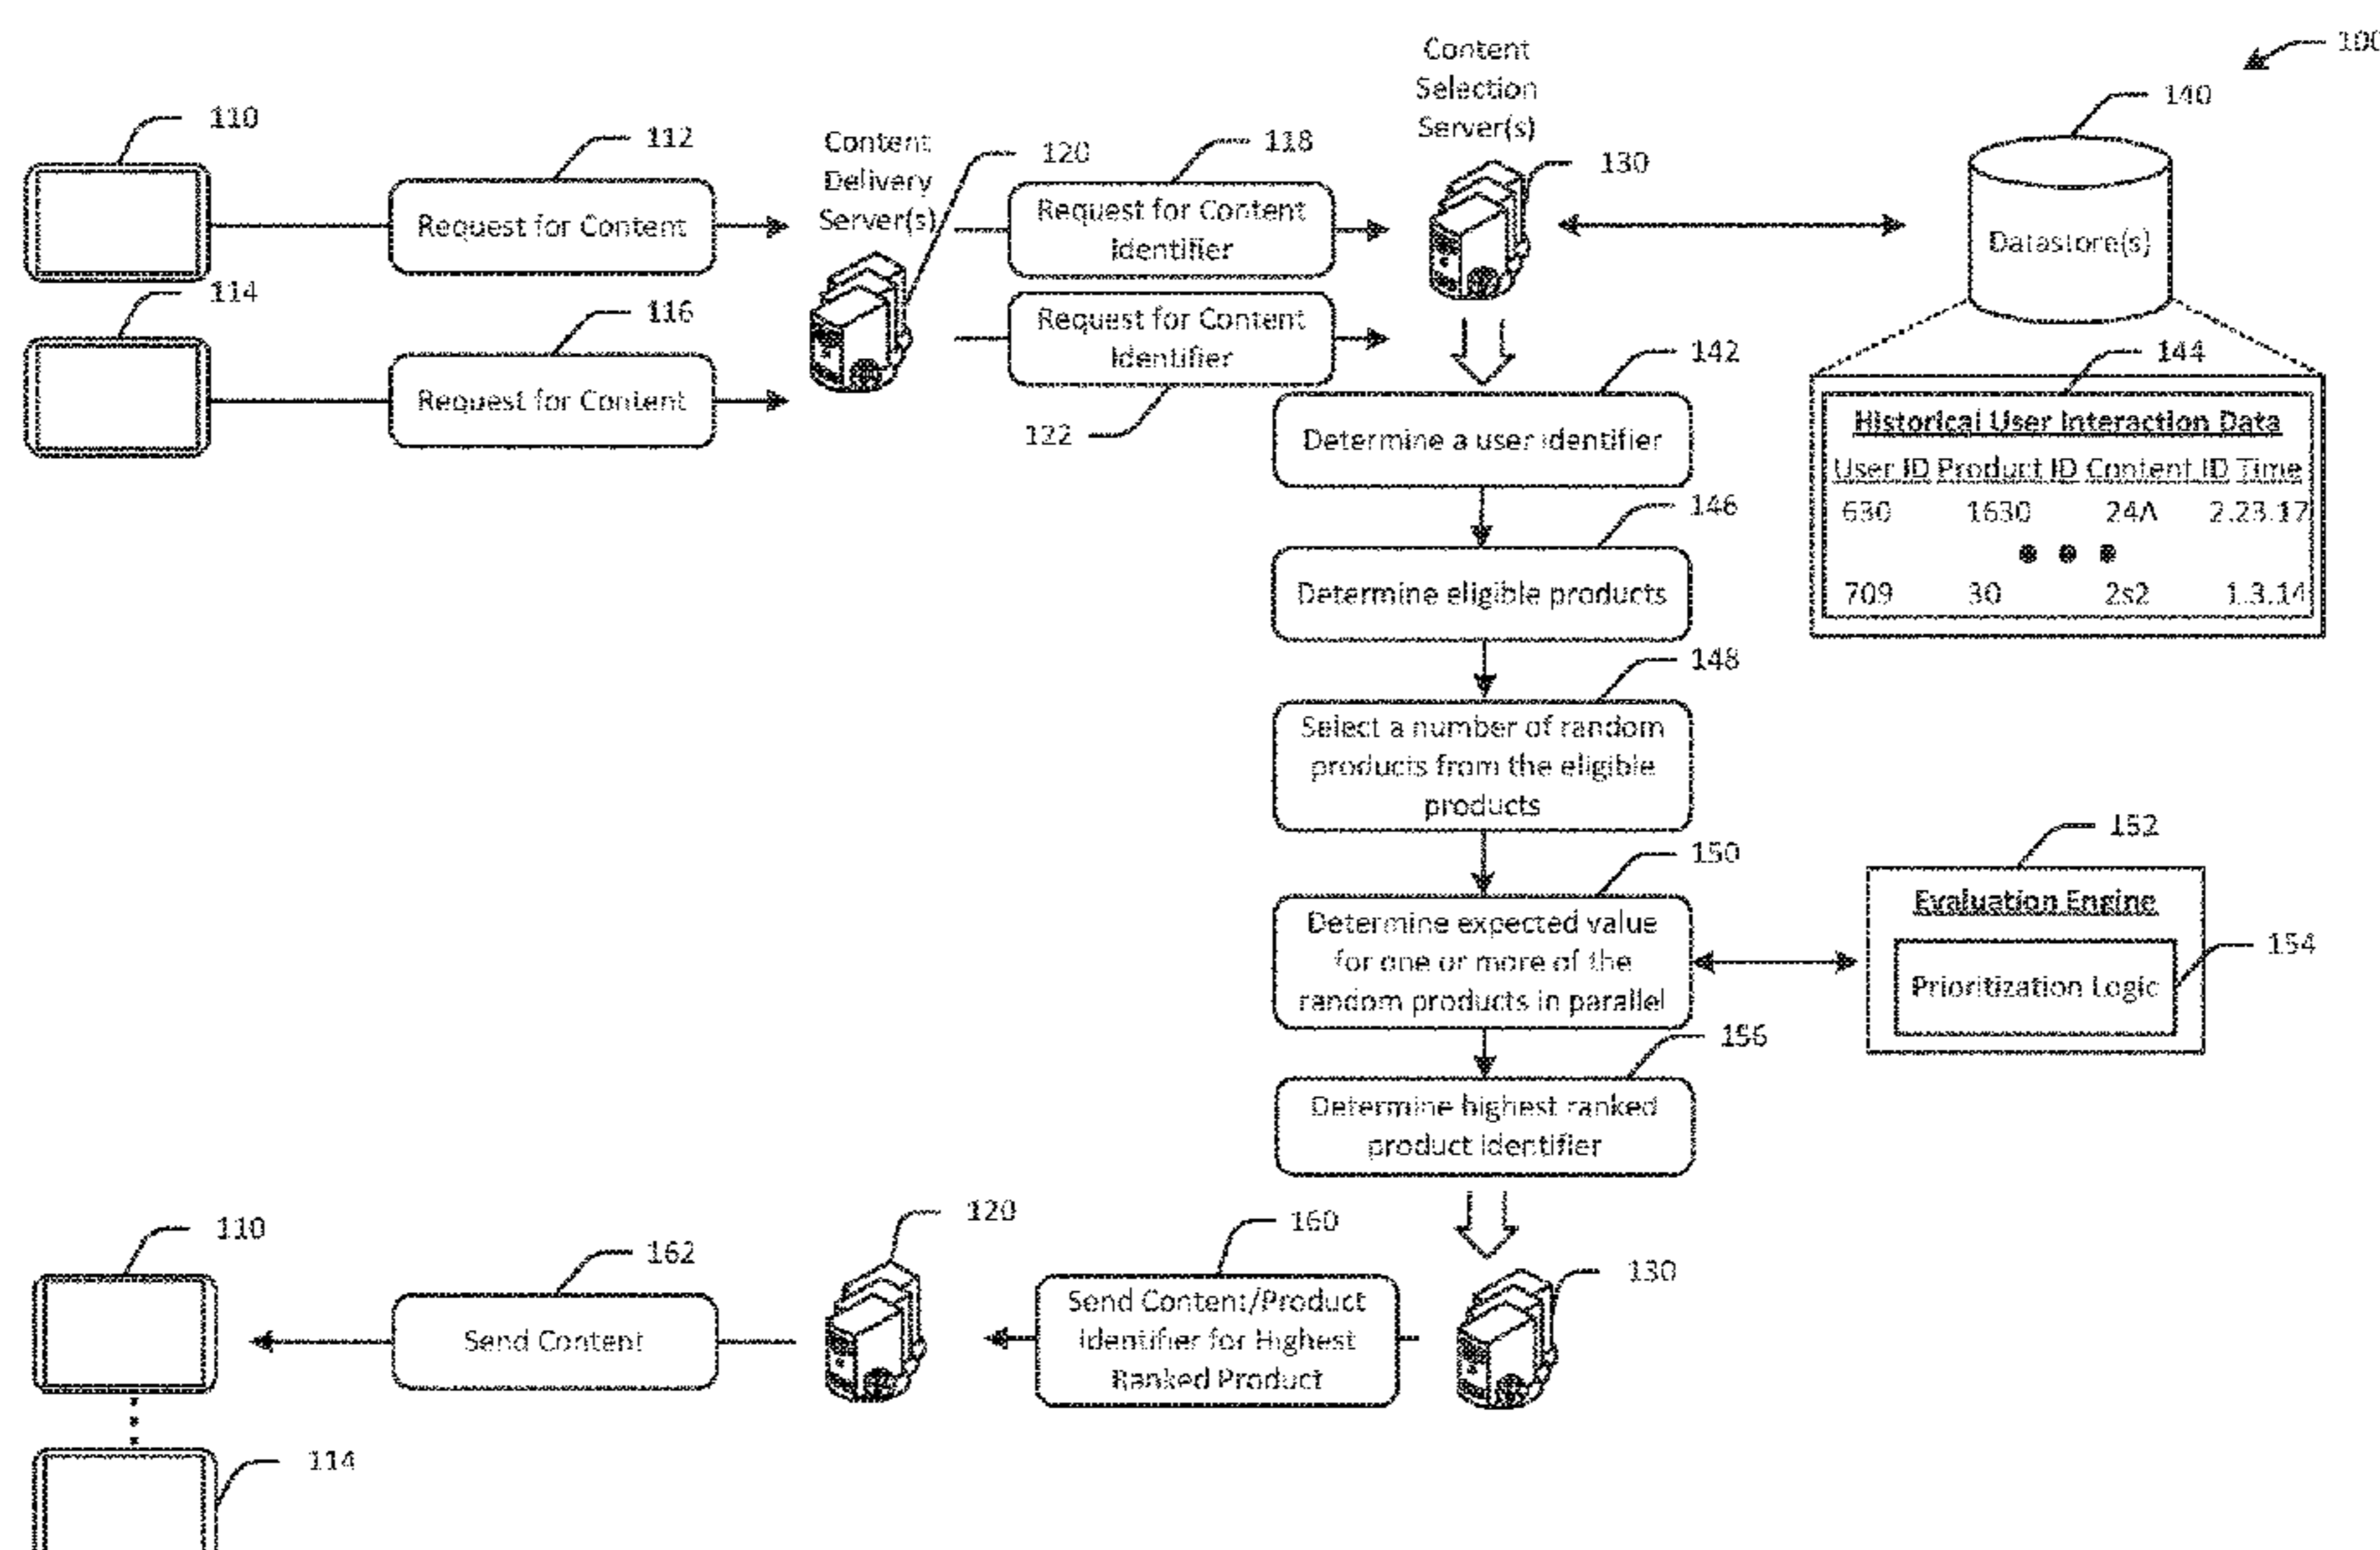 100
Content
Selection
Server(s)
140
110
112
Content
Delivery
Server(s)
120
118
130
Request for Content
Request for Content
Identifier
Datastore(s)
114
116
Request for Content
Request for Content
Identifier
122
142
Determine a user identifier
144
Historical User Interaction Data
User ID Product ID Content ID Time
630 1630 24A 2.23.17
709 30 2s2 1.3.14
146
Determine eligible products
148
Select a number of random
products from the eligible
products
150
Determine expected value
for one or more of the
random products in parallel
152
Evaluation Engine
154
Prioritization Logic
156
Determine highest ranked
product identifier
110
162
Send Content
120
160
Send Content/Product
Identifier for Highest
Ranked Product
130
114